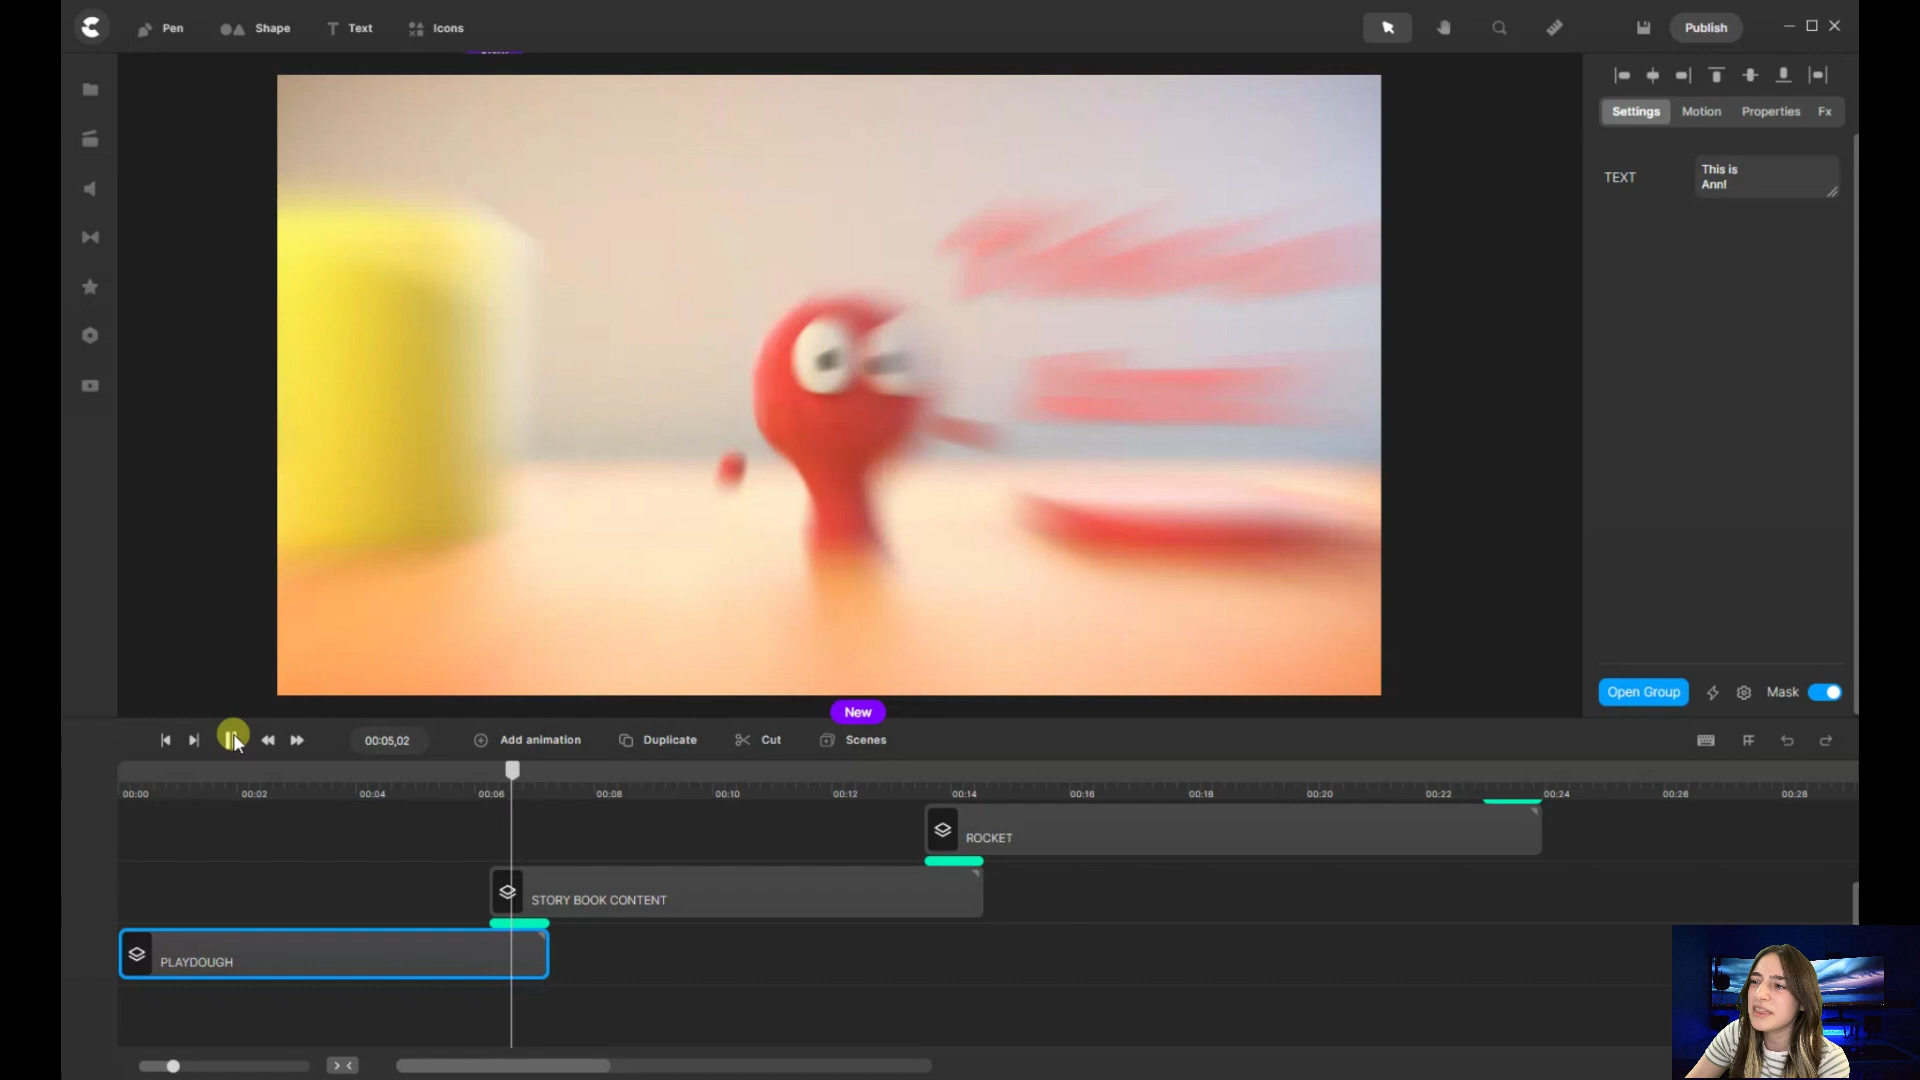 Pen
Shape
Text
Icons
Publish
Settings
Motion
Properties
Fx
TEXT
This is
Ann!
Open Group
Mask
New
00:05,02
Add animation
Duplicate
Cut
Scenes
00:00
00:02
00:04
00:06
00:08
00:10
00:12
00:14
00:16
00:18
00:20
00:22
00:24
00:26
00:28
ROCKET
STORY BOOK CONTENT
PLAYDOUGH